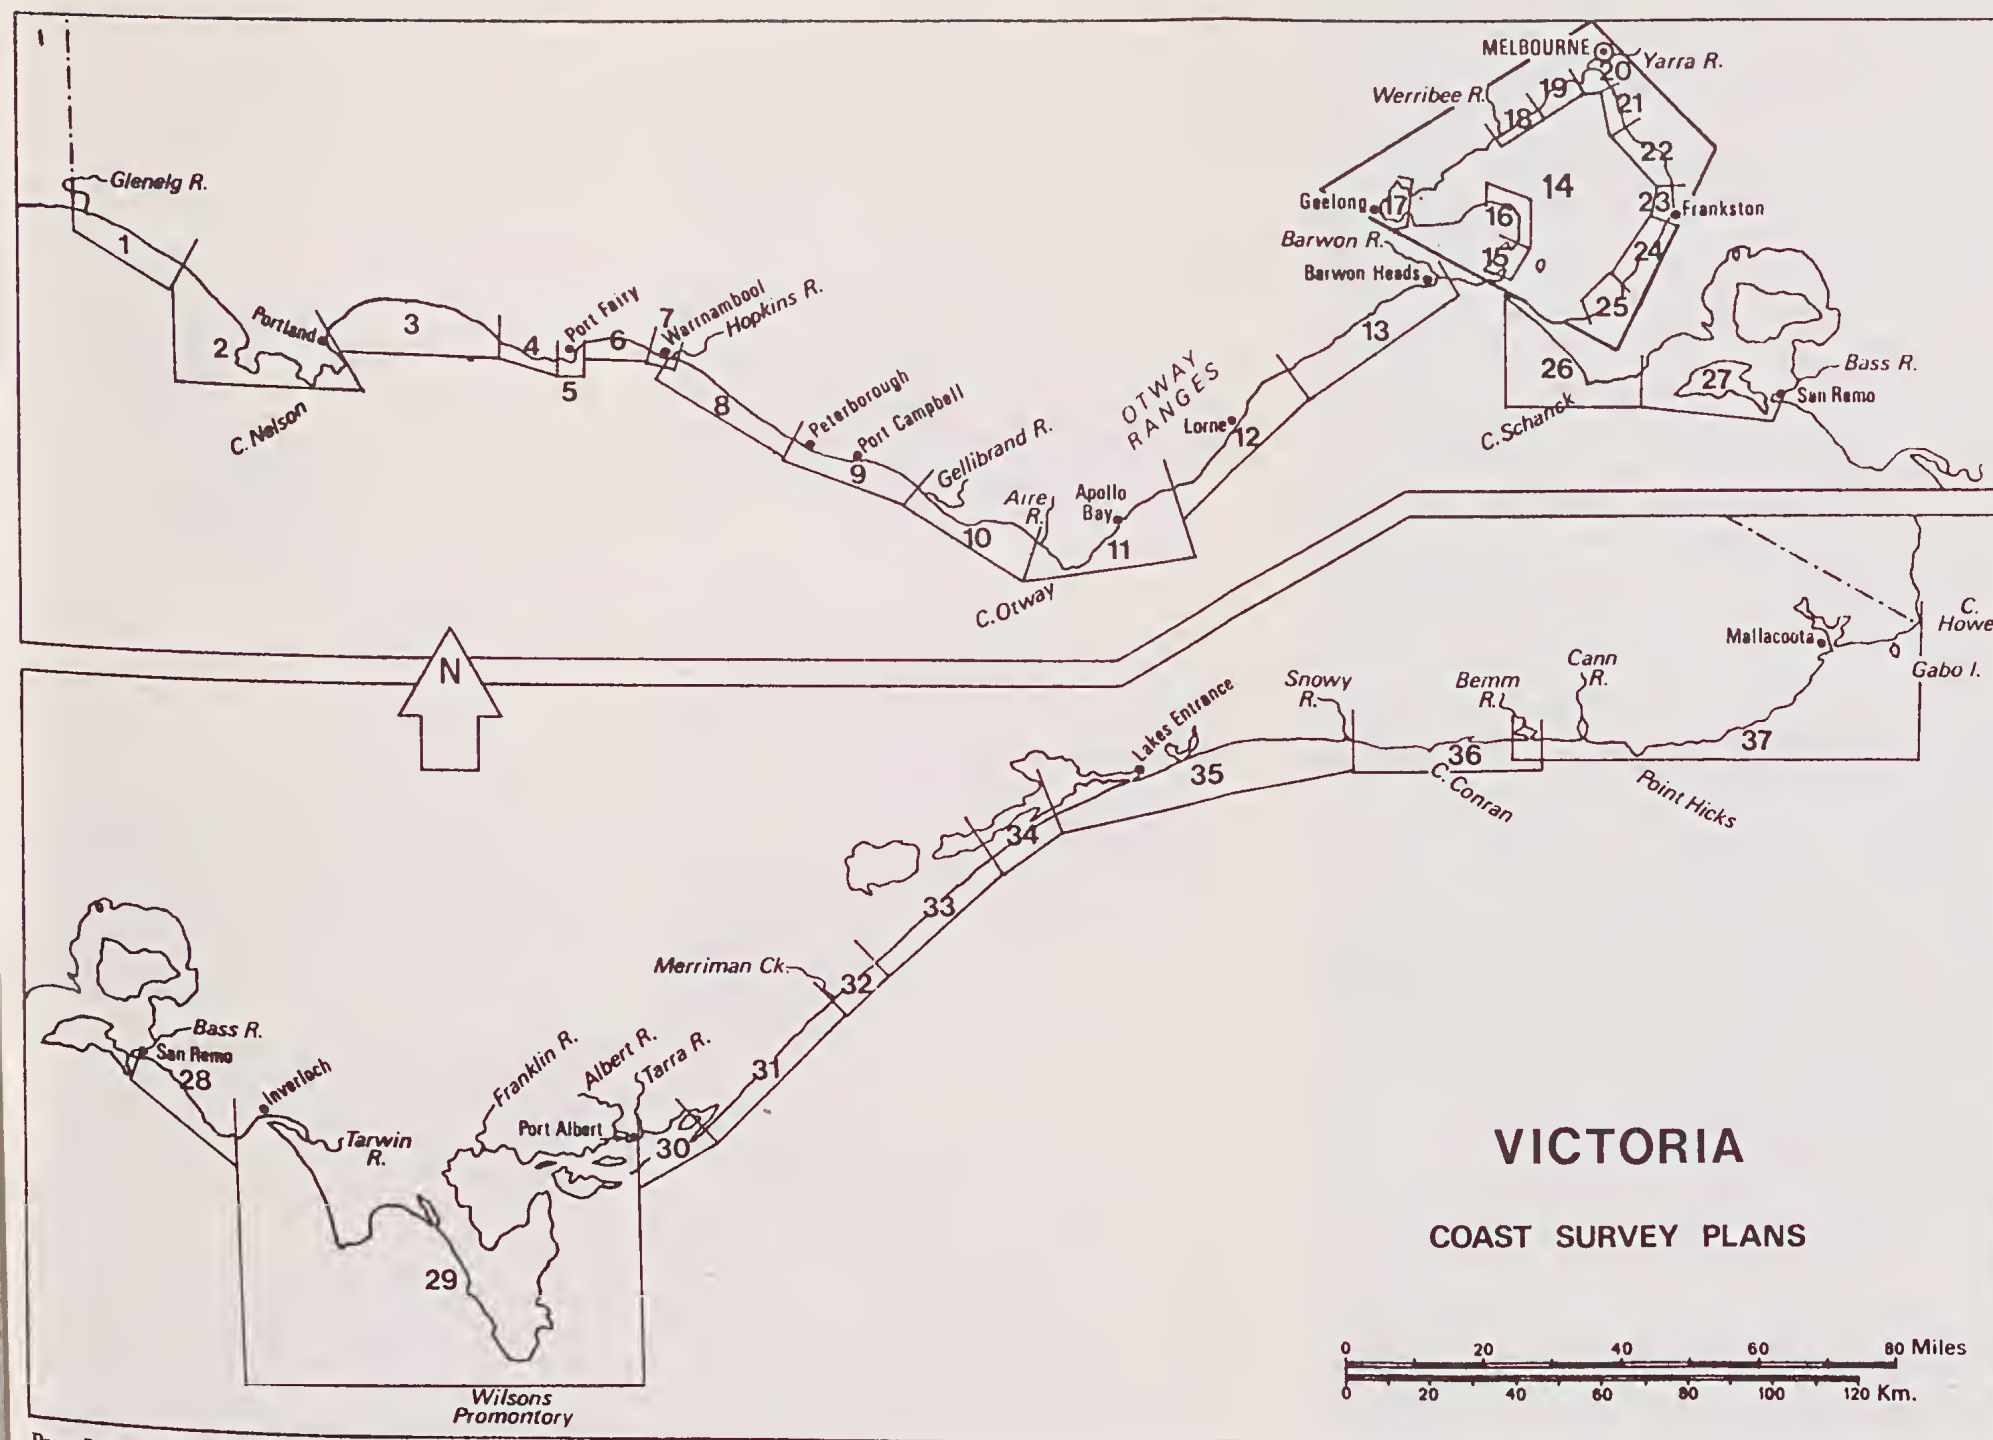 MELBOURNE
Yarra R.
20
Werribee R.
19
18
21
22
Glenelg R.
14
Geelong
17
16
23
Frankston
1
Barwon R.
15
24
Barwon Heads
25
Portland
3
Port Fairy
7
Warrnambool
Hopkins R.
2
4
6
5
13
OTWAY
RANGES
26
27
Bass R.
San Remo
8
Peterborough
Port Campbell
Lorne
12
C. Schanck
C. Nelson
9
Gellibrand R.
Aire
R.
Apollo
Bay
10
11
C. Otway
N
C.
Howe
Mallacoota
Gabo I.
Cann
R.
Snowy
R.
Bemm
R.
Lakes Entrance
35
36
37
C. Conran
Point Hicks
34
33
Merriman Ck.
32
Bass R.
San Remo
28
Inverloch
Franklin R.
Albert R.
Tarra R.
31
Port Albert
30
Tarwin
R.
29
Wilsons
Promontory
VICTORIA
COAST SURVEY PLANS
0 20 40 60 80 Miles
0 20 40 60 80 100 120 Km.